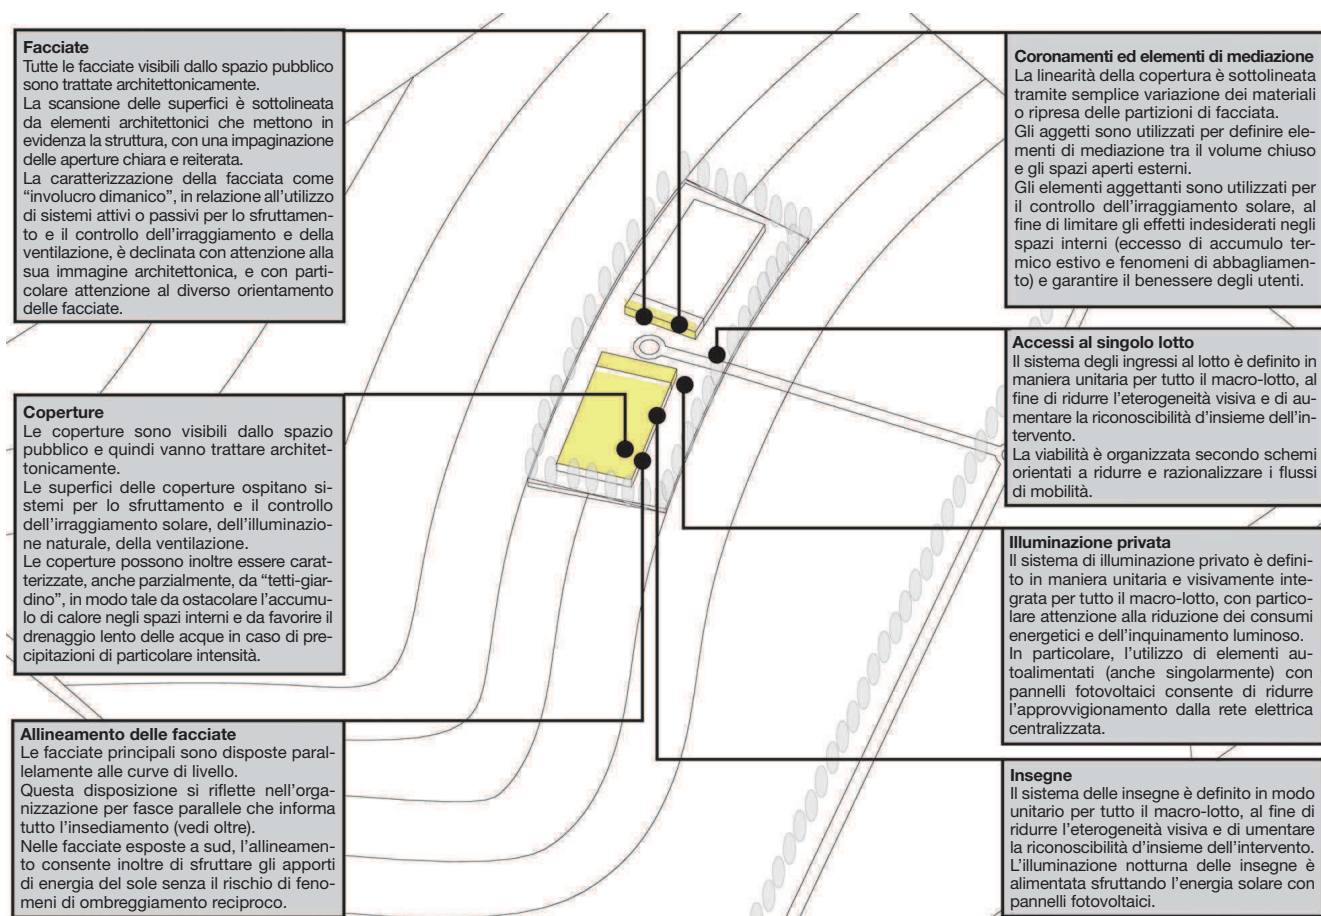 Facciate
Tutte le facciate visibili dallo spazio pubblico
sono trattate architettonicamente.
La scansione delle superfici è sottolineata
da elementi architettonici che mettono in
evidenza la struttura, con una impaginazione
delle aperture chiara e reiterata.
La caratterizzazione della facciata come
“involucro dimanico”, in relazione all’utilizzo
di sistemi attivi o passivi per lo sfruttamen-
to e il controllo dell’irraggiamento e della
ventilazione, è declinata con attenzione alla
sua immagine architettonica, e con parti-
colare attenzione al diverso orientamento
delle facciate.
Coperture
Le coperture sono visibili dallo spazio
pubblico e quindi vanno trattare architet-
tonicamente.
Le superfici delle coperture ospitano si-
stemi per lo sfruttamento e il controllo
dell’irraggiamento solare, dell’illuminazio-
ne naturale, della ventilazione.
Le coperture possono inoltre essere carat-
terizzate, anche parzialmente, da “tetti-giar-
dino”, in modo tale da ostacolare l’accumu-
lo di calore negli spazi interni e da favorire il
drenaggio lento delle acque in caso di pre-
cipitazioni di particolare intensità.
Allineamento delle facciate
Le facciate principali sono disposte paral-
lelamente alle curve di livello.
Questa disposizione si riflette nell’orga-
nizzazione per fasce parallele che informa
tutto l’insediamento (vedi oltre).
Nelle facciate esposte a sud, l’allineamen-
to consente inoltre di sfruttare gli apporti
di energia del sole senza il rischio di feno-
meni di ombreggiamento reciproco.
Coronamenti ed elementi di mediazione
La linearità della copertura è sottolineata
tramite semplice variazione dei materiali
o ripresa delle partizioni di facciata.
Gli aggetti sono utilizzati per definire ele-
menti di mediazione tra il volume chiuso
e gli spazi aperti esterni.
Gli elementi aggettanti sono utilizzati per
il controllo dell’irraggiamento solare, al
fine di limitare gli effetti indesiderati negli
spazi interni (eccesso di accumulo ter-
mico estivo e fenomeni di abbagliamen-
to) e garantire il benessere degli utenti.
Accessi al singolo lotto
Il sistema degli ingressi al lotto è definito in
maniera unitaria per tutto il macro-lotto, al
fine di ridurre l’eterogeneità visiva e di au-
mentare la riconoscibilità d’insieme dell’in-
tervento.
La viabilità è organizzata secondo schemi
orientati a ridurre e razionalizzare i flussi
di mobilità.
Illuminazione privata
Il sistema di illuminazione privato è defini-
to in maniera unitaria e visivamente inte-
grata per tutto il macro-lotto, con partico-
lare attenzione alla riduzione dei consumi
energetici e dell’inquinamento luminoso.
In particolare, l’utilizzo di elementi au-
toalimentati (anche singolarmente) con
pannelli fotovoltaici consente di ridurre
l’approvvigionamento dalla rete elettrica
centralizzata.
Insegne
Il sistema delle insegne è definito in modo
unitario per tutto il macro-lotto, al fine di
ridurre l’eterogeneità visiva e di umentare
la riconoscibilità d’insieme dell’intervento.
L’illuminazione notturna delle insegne è
alimentata sfruttando l’energia solare con
pannelli fotovoltaici.